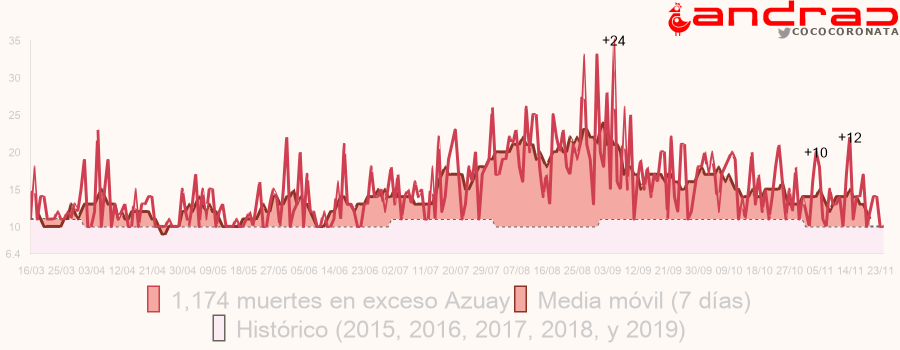 andrab
COCOCORONATA
+24
+10
+12
35
30
25
20
15
10
6.4
16/03 25/03 03/04 12/04 21/04 30/04 09/05 18/05 27/05 05/06 14/06 23/06 02/07 11/07 20/07 29/07 07/08 16/08 25/08 03/09 12/09 21/09 30/09 09/10 18/10 27/10 05/11 14/11 23/11
1,174 muertes en exceso Azuay Media móvil (7 días)
Histórico (2015, 2016, 2017, 2018, y 2019)